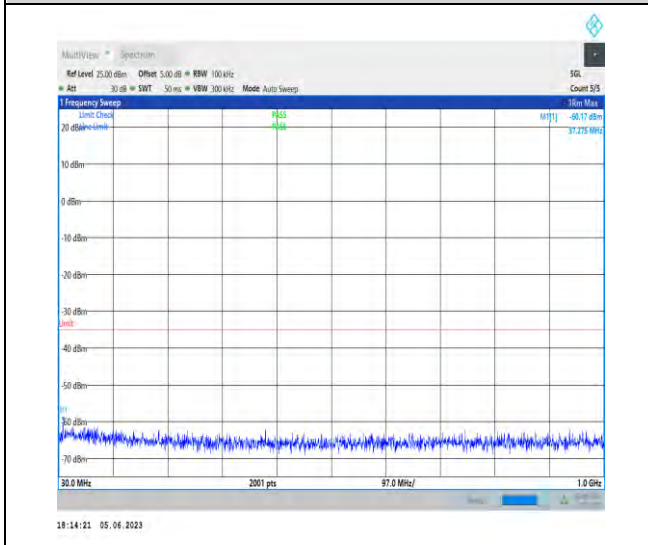 MultiView Spectrum
Ref Level 25.00 dBm Offset 5.00 dB RBW 100 kHz SGL
Att 30 dB SWT 50 ms VBW 300 kHz Mode Auto Sweep Count 5/5
1 Frequency Sweep 1Rm Max
Limit Check PASS M1[1] -60.17 dBm
20 dBm Line Limit PASS 37.275 MHz
10 dBm
0 dBm
-10 dBm
-20 dBm
-30 dBm
Limit
-40 dBm
-50 dBm
-60 dBm
-70 dBm
30.0 MHz 2001 pts 97.0 MHz/ 1.0 GHz
18:14:21 05.06.2023